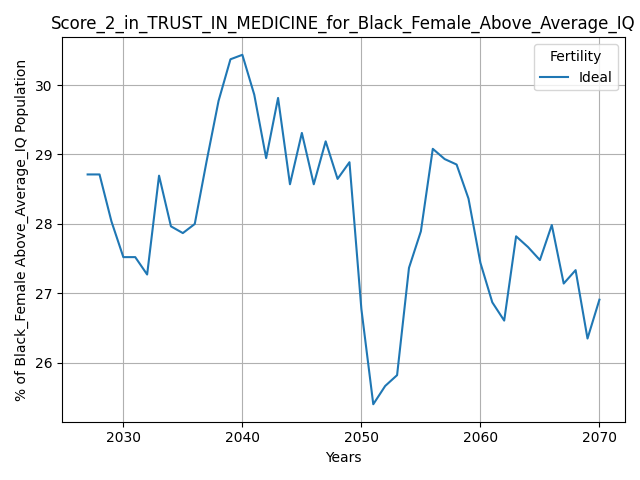 Score_2_in_TRUST_IN_MEDICINE_for_Black_Female_Above_Average_IQ
Fertility
Ideal
% of Black_Female Above_Average_IQ Population
30
29
28
27
26
2030
2040
2050
2060
2070
Years